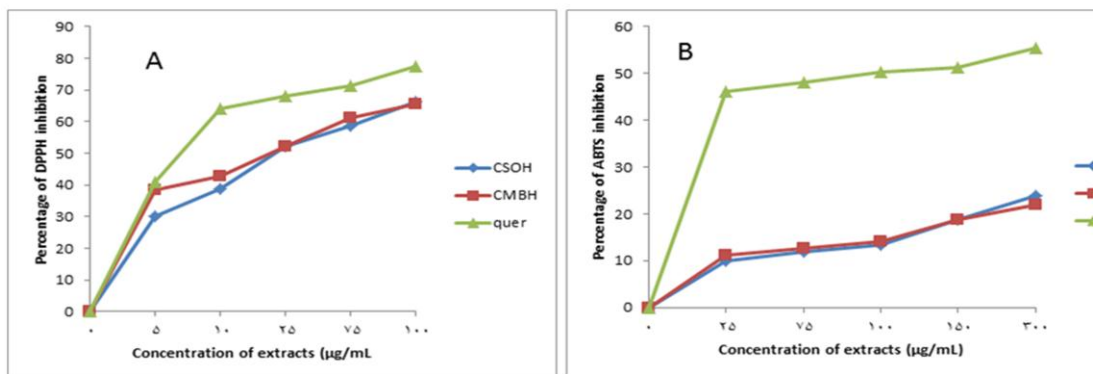 A
Percentage of DPPH inhibition
90
80
70
60
50
40
30
20
10
0
٠ ٥ ١٠ ٢٥ ٧٥ ١٠٠
Concentration of extracts (µg/mL
CSOH
CMBH
quer
B
Percentage of ABTS inhibition
60
50
40
30
20
10
0
٠ ٢٥ ٧٥ ١٠٠ ١٥٠ ٣٠٠
Concentration of extracts (µg/mL)